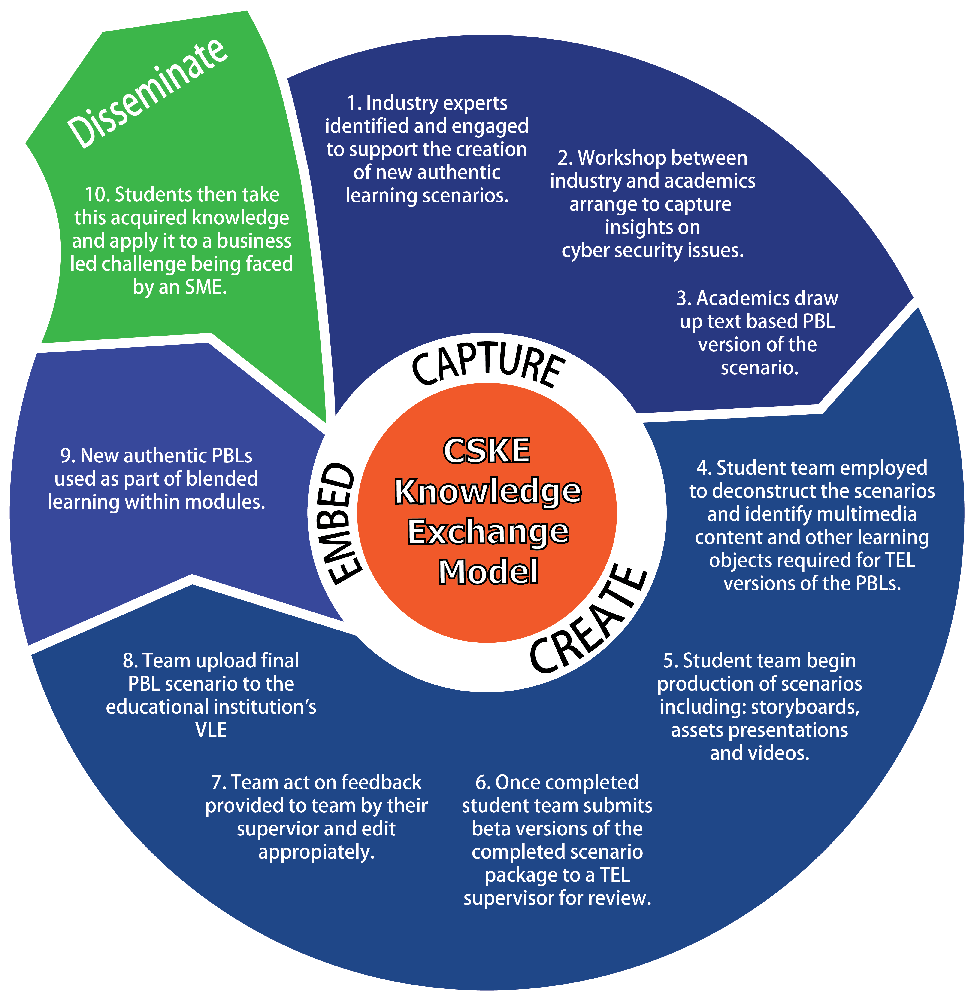 Disseminate
1. Industry experts
identified and engaged
to support the creation
of new authentic
learning scenarios.
2. Workshop between
industry and academics
arrange to capture
insights on
cyber security issues.
3. Academics draw
up text based PBL
version of the
scenario.
4. Student team employed
to deconstruct the scenarios
and identify multimedia
content and other learning
objects required for TEL
versions of the PBLs.
5. Student team begin
production of scenarios
including: storyboards,
assets presentations
and videos.
6. Once completed
student team submits
beta versions of the
completed scenario
package to a TEL
supervisor for review.
7. Team act on feedback
provided to team by their
supervior and edit
appropiately.
8. Team upload final
PBL scenario to the
educational institution’s
VLE
9. New authentic PBLs
used as part of blended
learning within modules.
10. Students then take
this acquired knowledge
and apply it to a business
led challenge being faced
by an SME.
CAPTURE
CREATE
EMBED
CSKE
Knowledge
Exchange
Model